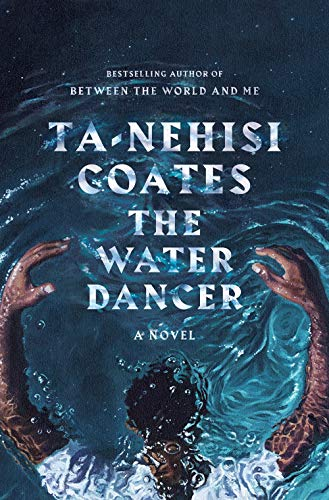 BESTSELLING AUTHOR OF
BETWEEN THE WORLD AND ME
TA-NEHISI
COATES
THE
WATER
DANCER
A NOVEL